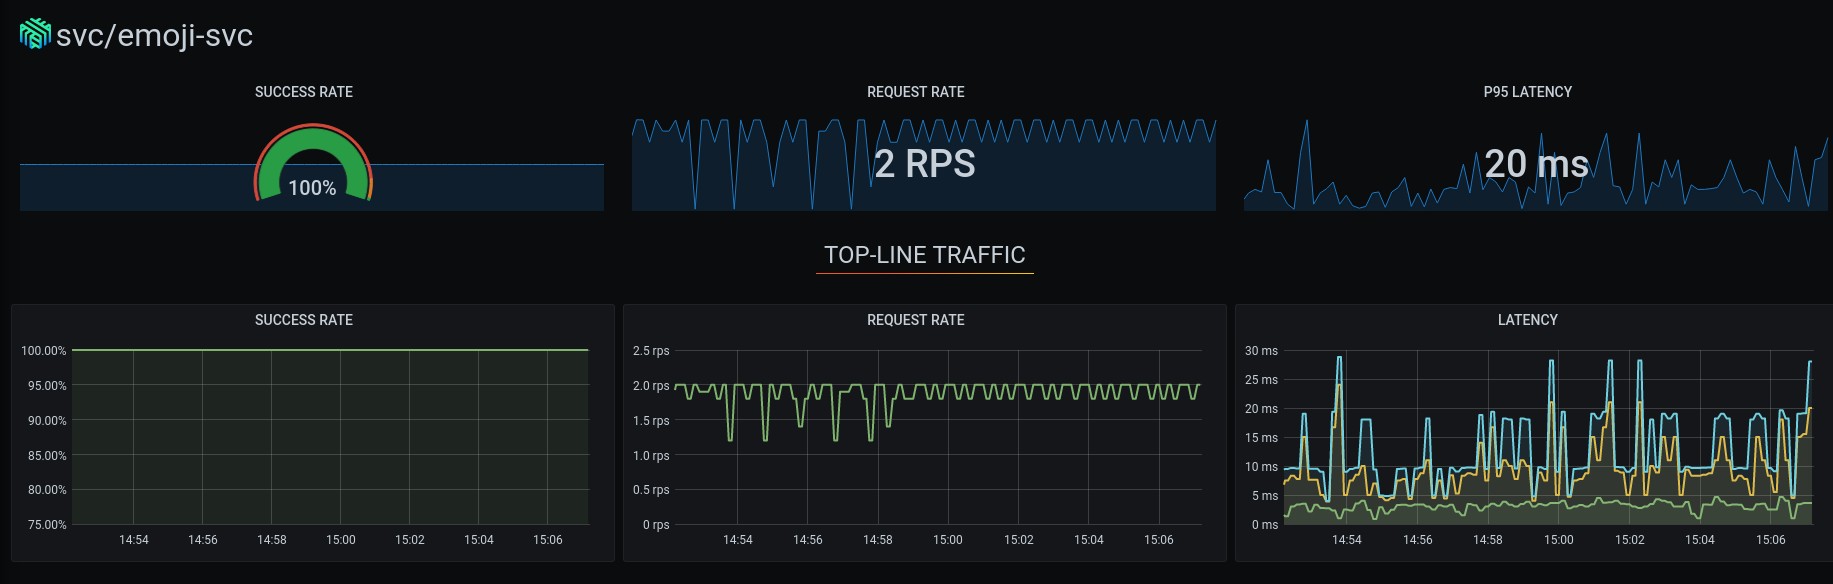 svc/emoji-svc
SUCCESS RATE
REQUEST RATE
P95 LATENCY
100%
2 RPS
20 ms
TOP-LINE TRAFFIC
SUCCESS RATE
100.00%
95.00%
90.00%
85.00%
80.00%
75.00%
14:54 14:56 14:58 15:00 15:02 15:04 15:06
REQUEST RATE
2.5 rps
2.0 rps
1.5 rps
1.0 rps
0.5 rps
0 rps
14:54 14:56 14:58 15:00 15:02 15:04 15:06
LATENCY
30 ms
25 ms
20 ms
15 ms
10 ms
5 ms
0 ms
14:54 14:56 14:58 15:00 15:02 15:04 15:06